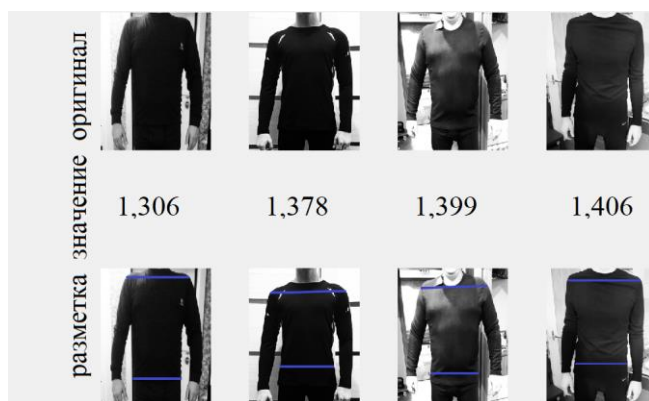 оригинал
значение
1,306 1,378 1,399 1,406
разметка